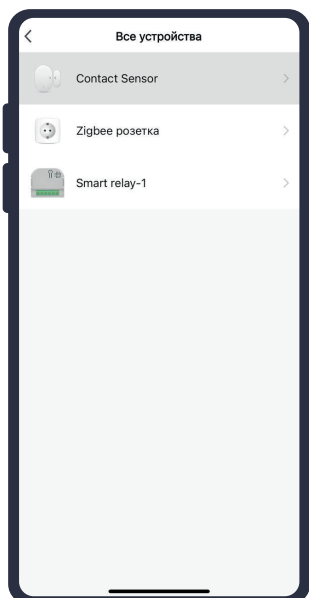 Все устройства
Contact Sensor
Zigbee розетка
Smart relay-1